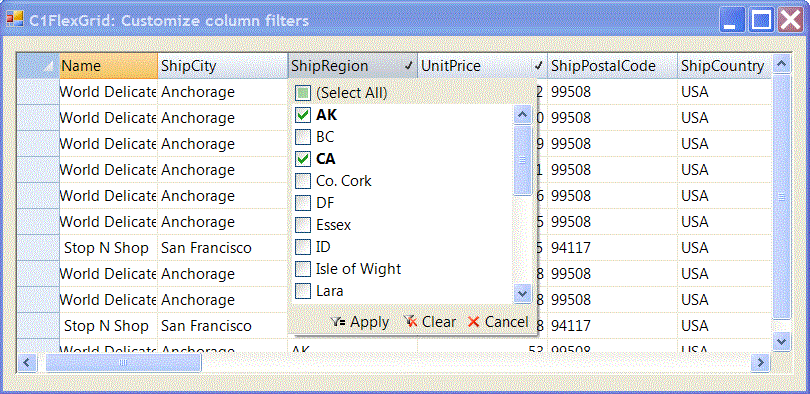 C1FlexGrid: Customize column filters
Name ShipCity ShipRegion UnitPrice ShipPostalCode ShipCountry
World Delicate Anchorage 2 99508 USA
World Delicate Anchorage 0 99508 USA
World Delicate Anchorage 9 99508 USA
World Delicate Anchorage 1 99508 USA
World Delicate Anchorage 6 99508 USA
World Delicate Anchorage 5 99508 USA
Stop N Shop San Francisco 5 94117 USA
World Delicate Anchorage 8 99508 USA
World Delicate Anchorage 8 99508 USA
Stop N Shop San Francisco 8 94117 USA
World Delicate Anchorage AK 53 99508 USA
(Select All)
AK
BC
CA
Co. Cork
DF
Essex
ID
Isle of Wight
Lara
Apply Clear Cancel